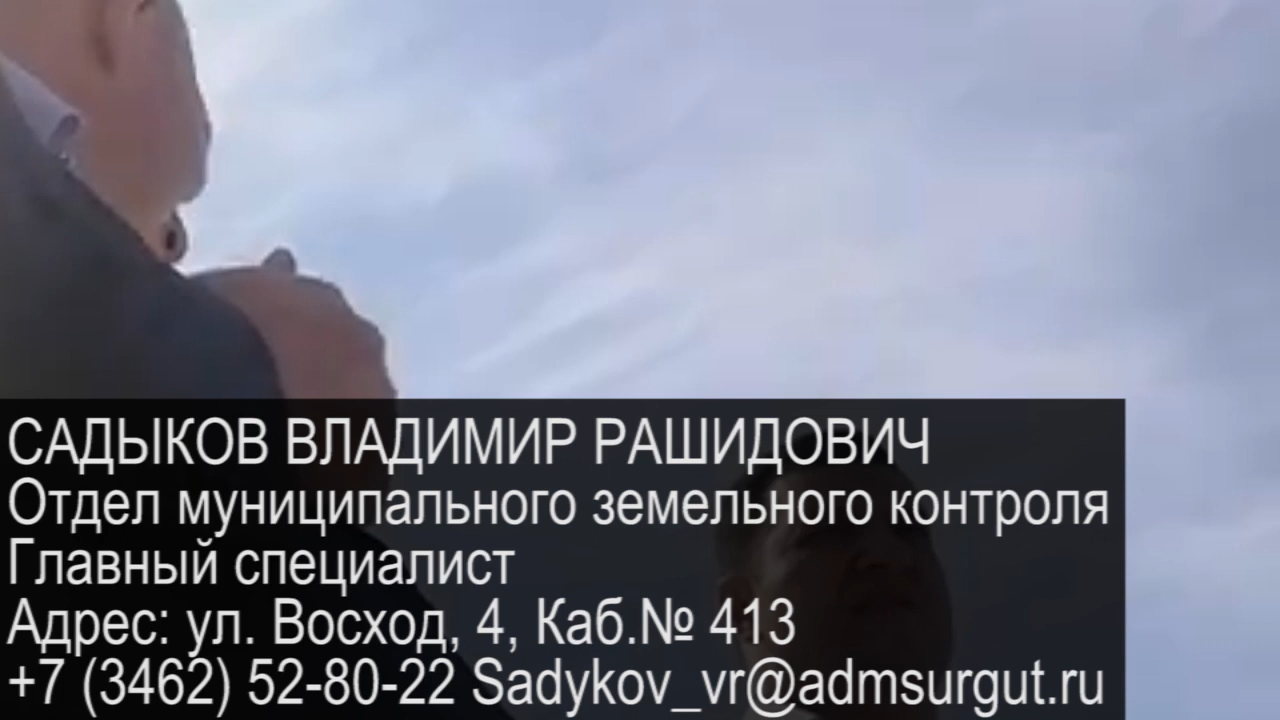 САДЫКОВ ВЛАДИМИР РАШИДОВИЧ
Отдел муниципального земельного контроля
Главный специалист
Адрес: ул. Восход, 4, Каб.№ 413
+7 (3462) 52-80-22 Sadykov_vr@admsurgut.ru